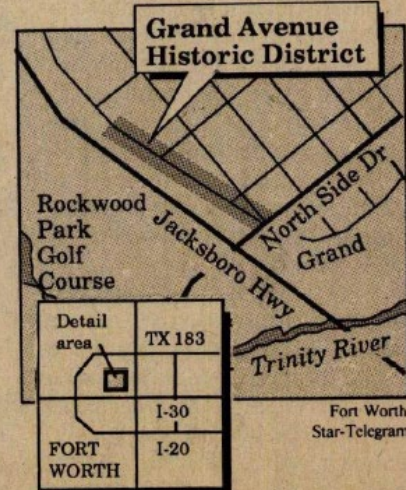 Grand Avenue
Historic District
Rockwood
Park
Golf
Course
Jacksboro Hwy
North Side Dr
Grand
Trinity River
Detail
area
TX 183
I-30
FORT
WORTH
I-20
Fort Worth
Star-Telegram